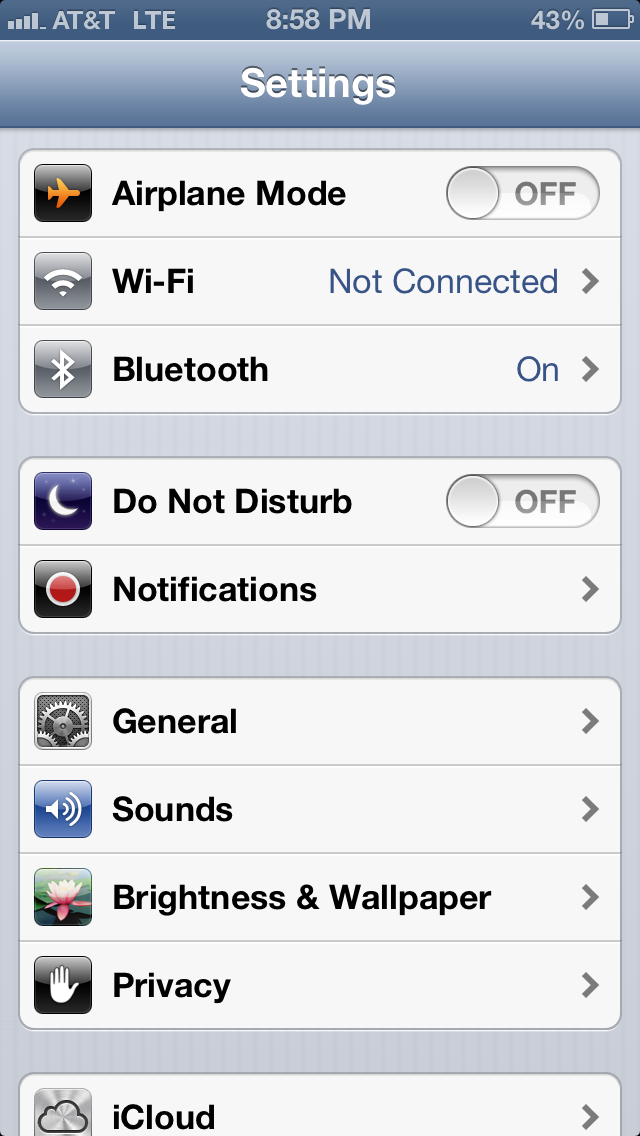 AT&T LTE 8:58 PM 43%
Settings
Airplane Mode OFF
Wi-Fi Not Connected
Bluetooth On
Do Not Disturb OFF
Notifications
General
Sounds
Brightness & Wallpaper
Privacy
iCloud